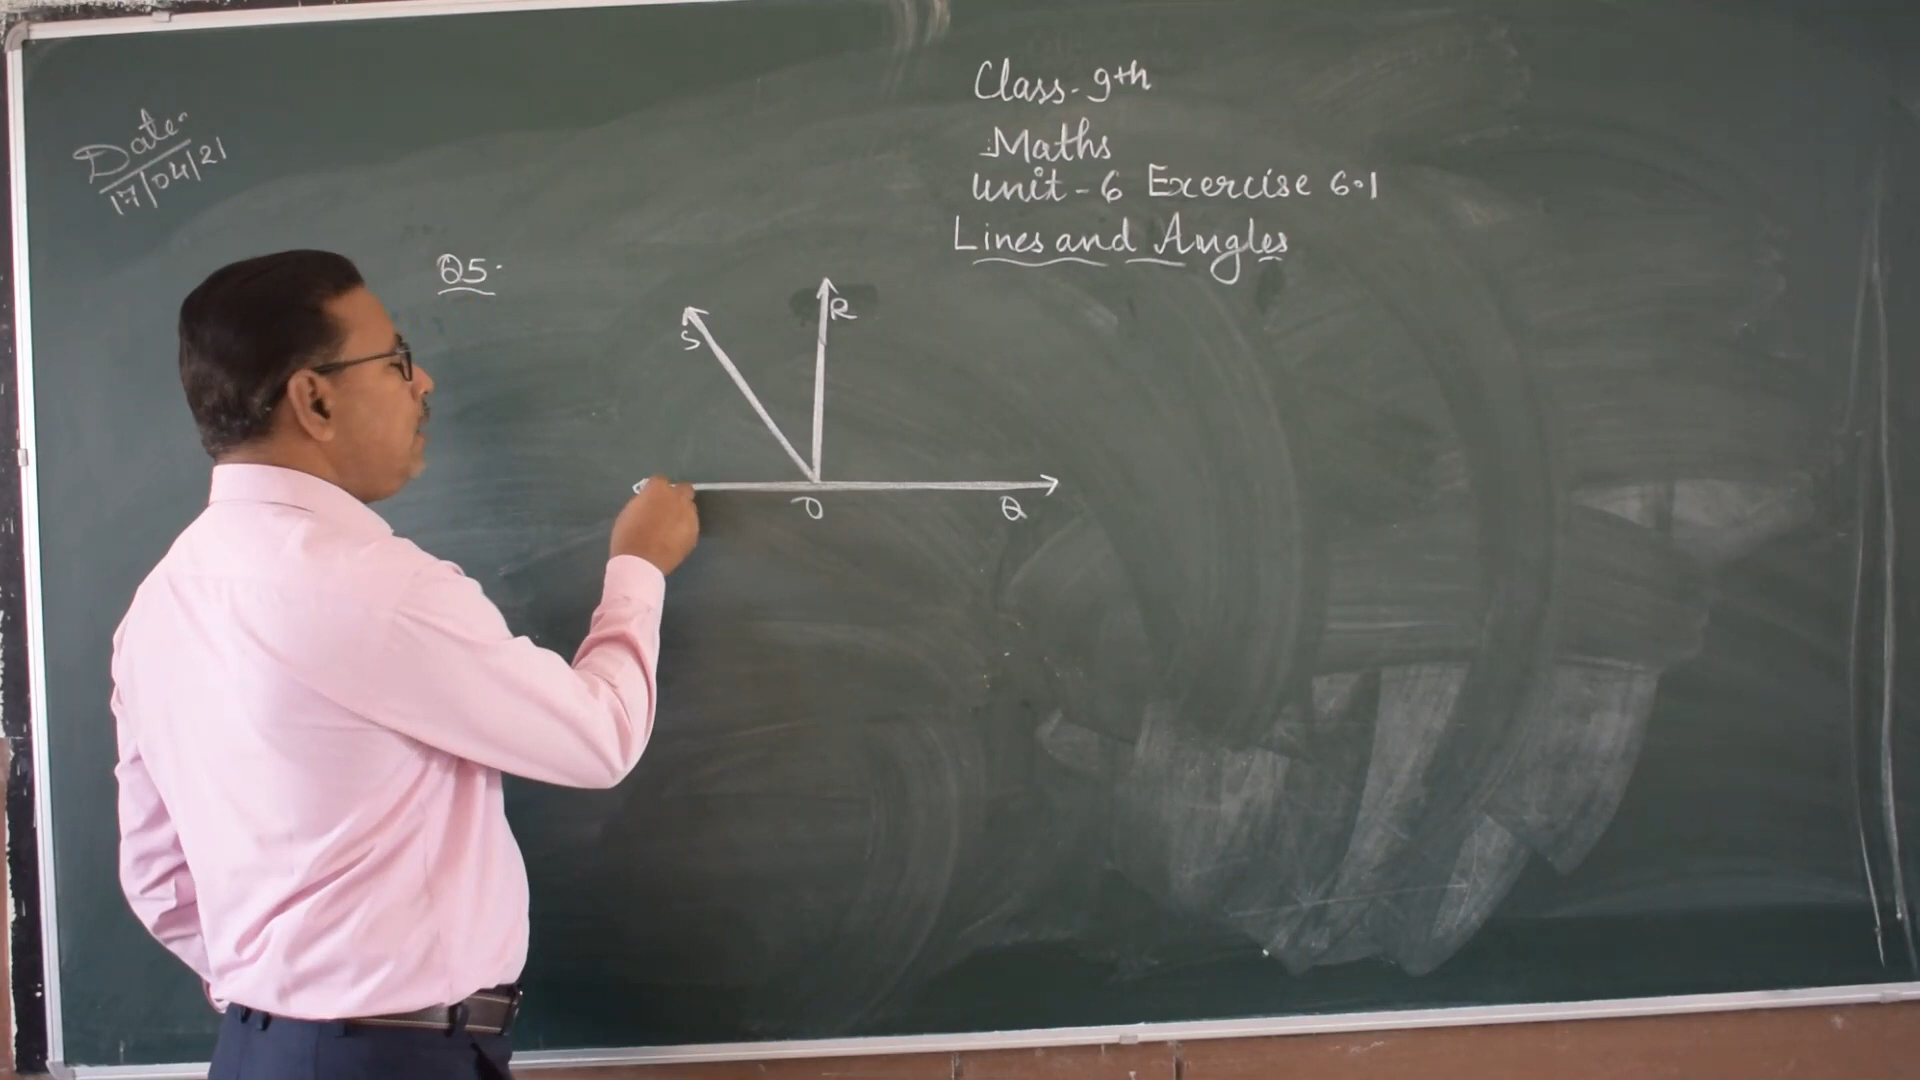 Date-
17/04/21
Class-9th
Maths
Unit-6 Exercise 6.1
Lines and Angles
Q5.
R
S
O
Q